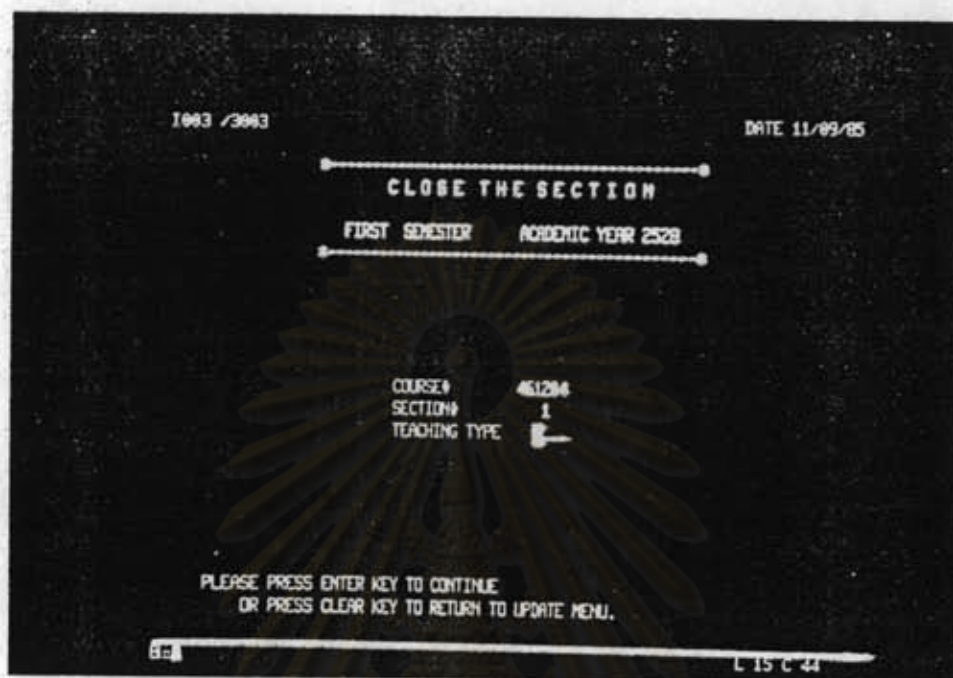 I003 /3003 DATE 11/09/85
CLOSE THE SECTION
FIRST SEMESTER ACADEMIC YEAR 2528
COURSE# 461204
SECTION# 1
TEACHING TYPE
PLEASE PRESS ENTER KEY TO CONTINUE
OR PRESS CLEAR KEY TO RETURN TO UPDATE MENU.
L 15 C 44